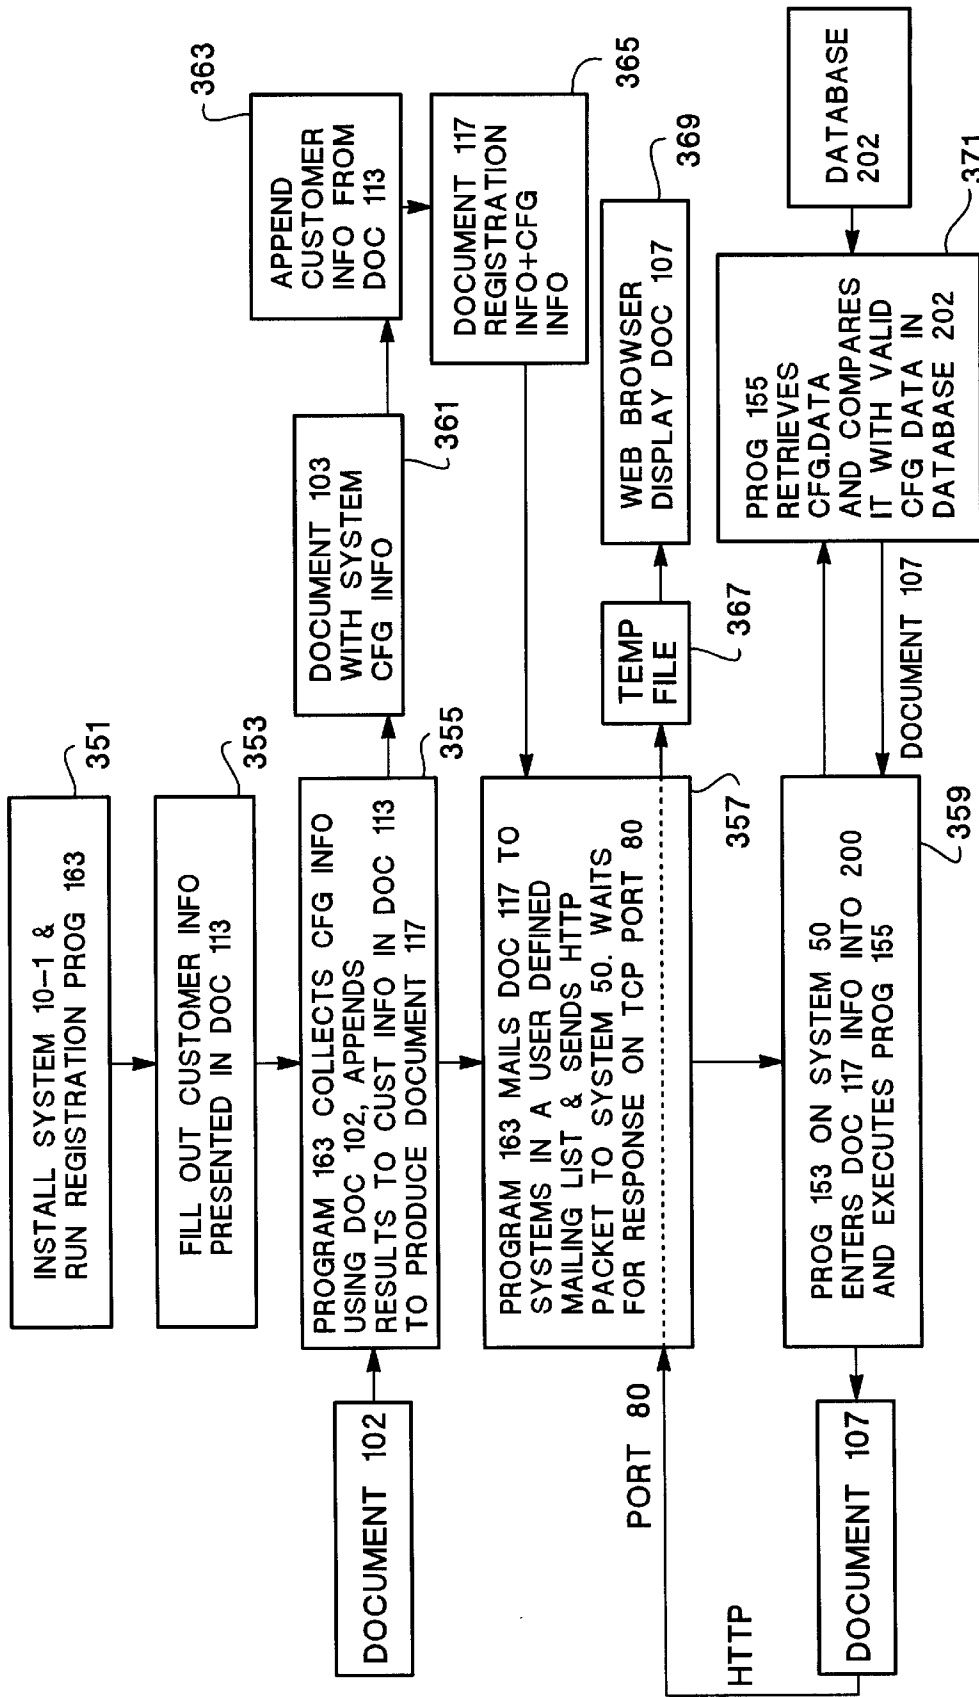 INSTALL SYSTEM 10-1 &
RUN REGISTRATION PROG 163
351
FILL OUT CUSTOMER INFO
PRESENTED IN DOC 113
353
DOCUMENT 102
PROGRAM 163 COLLECTS CFG INFO
USING DOC 102, APPENDS
RESULTS TO CUST INFO IN DOC 113
TO PRODUCE DOCUMENT 117
355
DOCUMENT 103
WITH SYSTEM
CFG INFO
361
APPEND
CUSTOMER
INFO FROM
DOC 113
363
DOCUMENT 117
REGISTRATION
INFO+CFG
INFO
365
PROGRAM 163 MAILS DOC 117 TO
SYSTEMS IN A USER DEFINED
MAILING LIST & SENDS HTTP
PACKET TO SYSTEM 50. WAITS
FOR RESPONSE ON TCP PORT 80
357
PORT 80
HTTP
TEMP
FILE
367
WEB BROWSER
DISPLAY DOC 107
369
PROG 153 ON SYSTEM 50
ENTERS DOC 117 INFO INTO 200
AND EXECUTES PROG 155
359
DOCUMENT 107
DOCUMENT 107
PROG 155
RETRIEVES
CFG.DATA
AND COMPARES
IT WITH VALID
CFG DATA IN
DATABASE 202
371
DATABASE
202